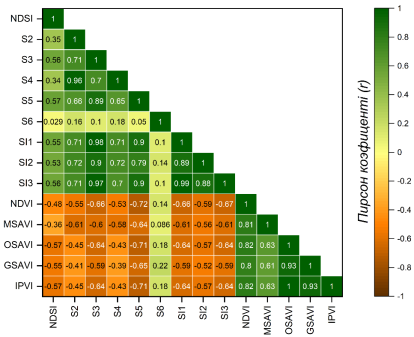 NDSI 1
S2 0.35 1
S3 0.56 0.71 1
S4 0.34 0.96 0.7 1
S5 0.57 0.66 0.89 0.65 1
S6 0.029 0.16 0.1 0.18 0.05 1
SI1 0.55 0.71 0.98 0.71 0.9 0.1 1
SI2 0.53 0.72 0.9 0.72 0.79 0.14 0.89 1
SI3 0.56 0.71 0.97 0.7 0.9 0.1 0.99 0.88 1
NDVI -0.48 -0.55 -0.66 -0.53 -0.72 0.14 -0.66 -0.59 -0.67 1
MSAVI -0.36 -0.61 -0.6 -0.58 -0.64 0.086 -0.61 -0.56 -0.61 0.81 1
OSAVI -0.57 -0.45 -0.64 -0.43 -0.71 0.18 -0.64 -0.57 -0.64 0.82 0.63 1
GSAVI -0.55 -0.41 -0.59 -0.39 -0.65 0.22 -0.59 -0.52 -0.59 0.8 0.61 0.93 1
IPVI -0.57 -0.45 -0.64 -0.43 -0.71 0.18 -0.64 -0.57 -0.64 0.82 0.63 1 0.93 1
NDSI S2 S3 S4 S5 S6 SI1 SI2 SI3 NDVI MSAVI OSAVI GSAVI IPVI
1
0.8
0.6
0.4
0.2
0
-0.2
-0.4
-0.6
-0.8
-1
Пирсон коэфиценті (r)